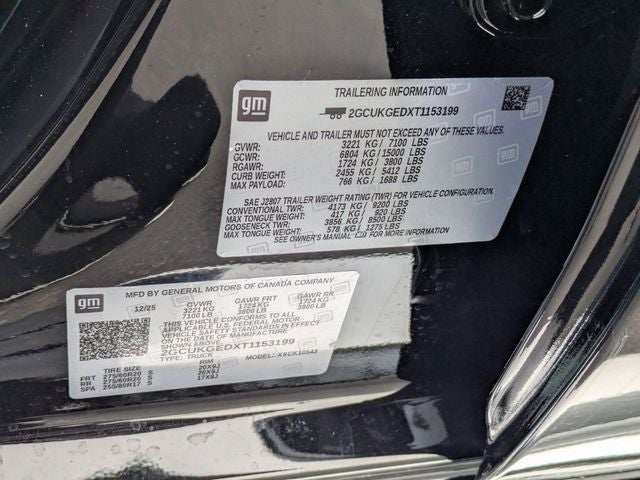 gm
TRAILERING INFORMATION
2GCUKGEDXT1153199
VEHICLE AND TRAILER MUST NOT EXCEED ANY OF THESE VALUES.
GVWR: 3221 KG / 7100 LBS
GCWR: 6804 KG / 15000 LBS
RGAWR: 1724 KG / 3800 LBS
CURB WEIGHT: 2455 KG / 5412 LBS
MAX PAYLOAD: 766 KG / 1688 LBS
SAE J2807 TRAILER WEIGHT RATING (TWR) FOR VEHICLE CONFIGURATION.
CONVENTIONAL TWR: 4173 KG / 9200 LBS
MAX TONGUE WEIGHT: 417 KG / 920 LBS
GOOSENECK TWR: 3856 KG / 8500 LBS
MAX TONGUE WEIGHT: 578 KG / 1275 LBS
SEE OWNER'S MANUAL FOR MORE INFORMATION
gm
MFD BY GENERAL MOTORS OF CANADA COMPANY
12/25 GVWR GAWR FRT GAWR RR
3221KG 1724KG 1724KG
7100 LB 3800 LB 3800 LB
THIS VEHICLE CONFORMS TO ALL
APPLICABLE U.S. FEDERAL MOTOR
VEHICLE SAFETY STANDARDS IN EFFECT
ON THE DATE OF MANUFACTURE
SHOWN ABOVE.
2GCUKGEDXT1153199
TYPE: TRUCK MODEL: X9CK10543
TIRE SIZE RIM
FRT 275/60R20 S 20X9J
RR 275/60R20 S 20X9J
SPA 255/80R17 S 17X8J